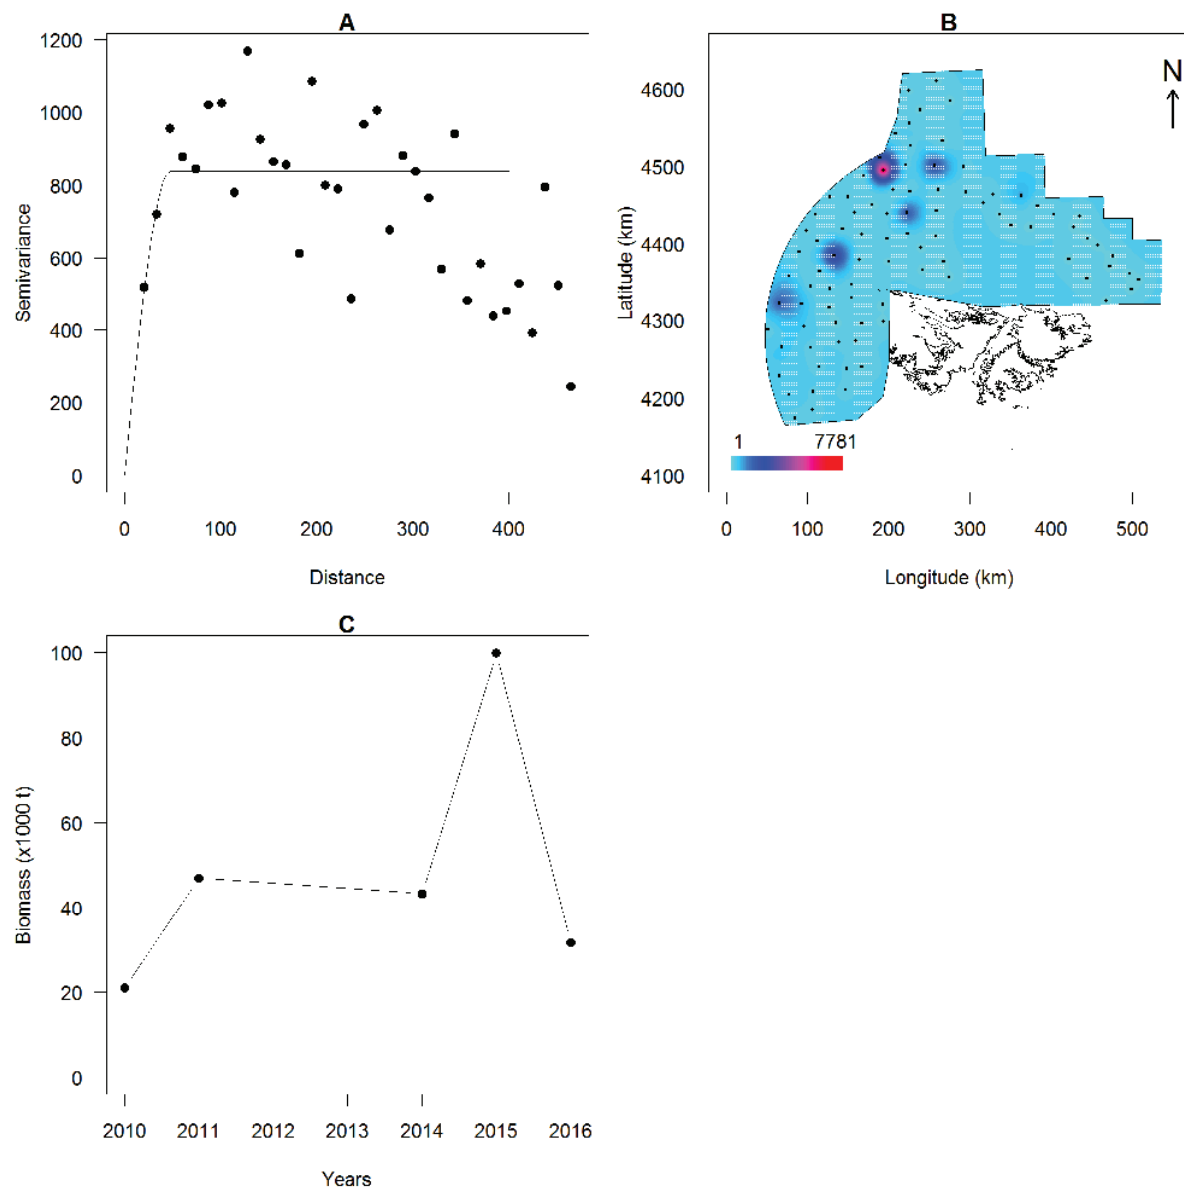 A
1200
1000
800
600
400
200
0
Semivariance
0 100 200 300 400
Distance
B
N
4600
4500
4400
4300
4200
4100
Latitude (km)
1 7781
0 100 200 300 400 500
Longitude (km)
C
100
80
60
40
20
0
Biomass (x1000 t)
2010 2011 2012 2013 2014 2015 2016
Years